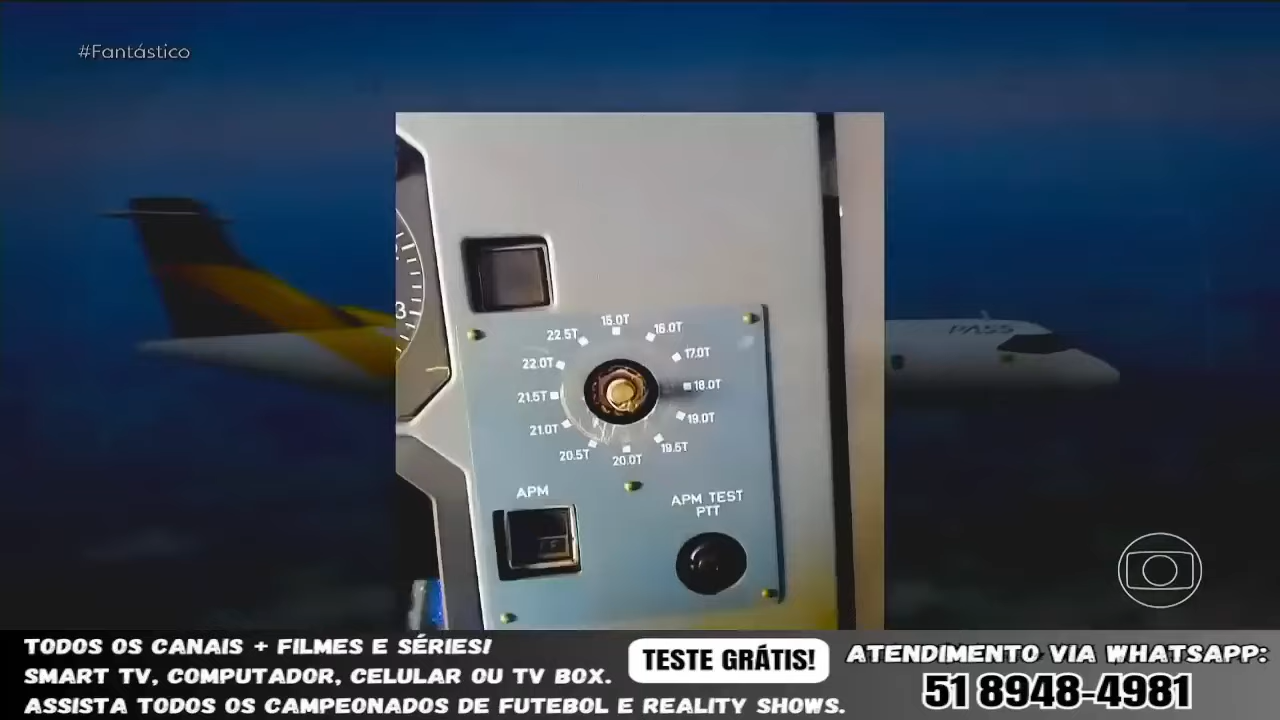 #Fantástico
PASS
3
15.0T
22.5T
16.0T
22.0T
17.0T
21.5T
18.0T
21.0T
19.0T
20.5T
20.0T
19.5T
APM
APM TEST
PTT
TODOS OS CANAIS + FILMES E SÉRIES!
SMART TV, COMPUTADOR, CELULAR OU TV BOX.
ASSISTA TODOS OS CAMPEONADOS DE FUTEBOL E REALITY SHOWS.
TESTE GRÁTIS!
ATENDIMENTO VIA WHATSAPP:
51 8948-4981